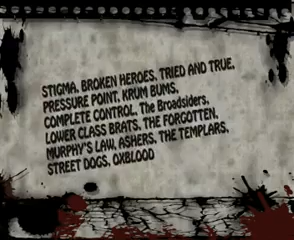 STIGMA, BROKEN HEROES, TRIED AND TRUE,
PRESSURE POINT, KRUM BUMS,
COMPLETE CONTROL, The Broadsiders,
LOWER CLASS BRATS, THE FORGOTTEN,
MURPHY'S LAW, ASHERS, THE TEMPLARS,
STREET DOGS, OXBLOOD